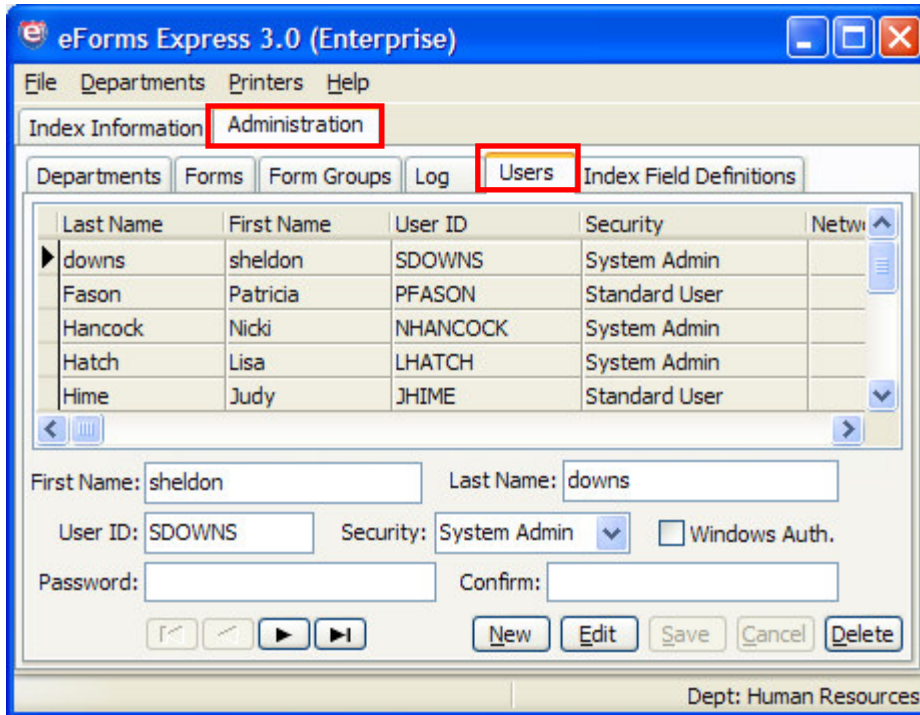 eForms Express 3.0 (Enterprise)
File Departments Printers Help
Index Information Administration
Departments Forms Form Groups Log Users Index Field Definitions
Last Name First Name User ID Security Netw
downs sheldon SDOWNS System Admin
Fason Patricia PFASON Standard User
Hancock Nicki NHANCOCK System Admin
Hatch Lisa LHATCH System Admin
Hime Judy JHIME Standard User
First Name: sheldon Last Name: downs
User ID: SDOWNS Security: System Admin Windows Auth.
Password: Confirm:
New Edit Save Cancel Delete
Dept: Human Resources